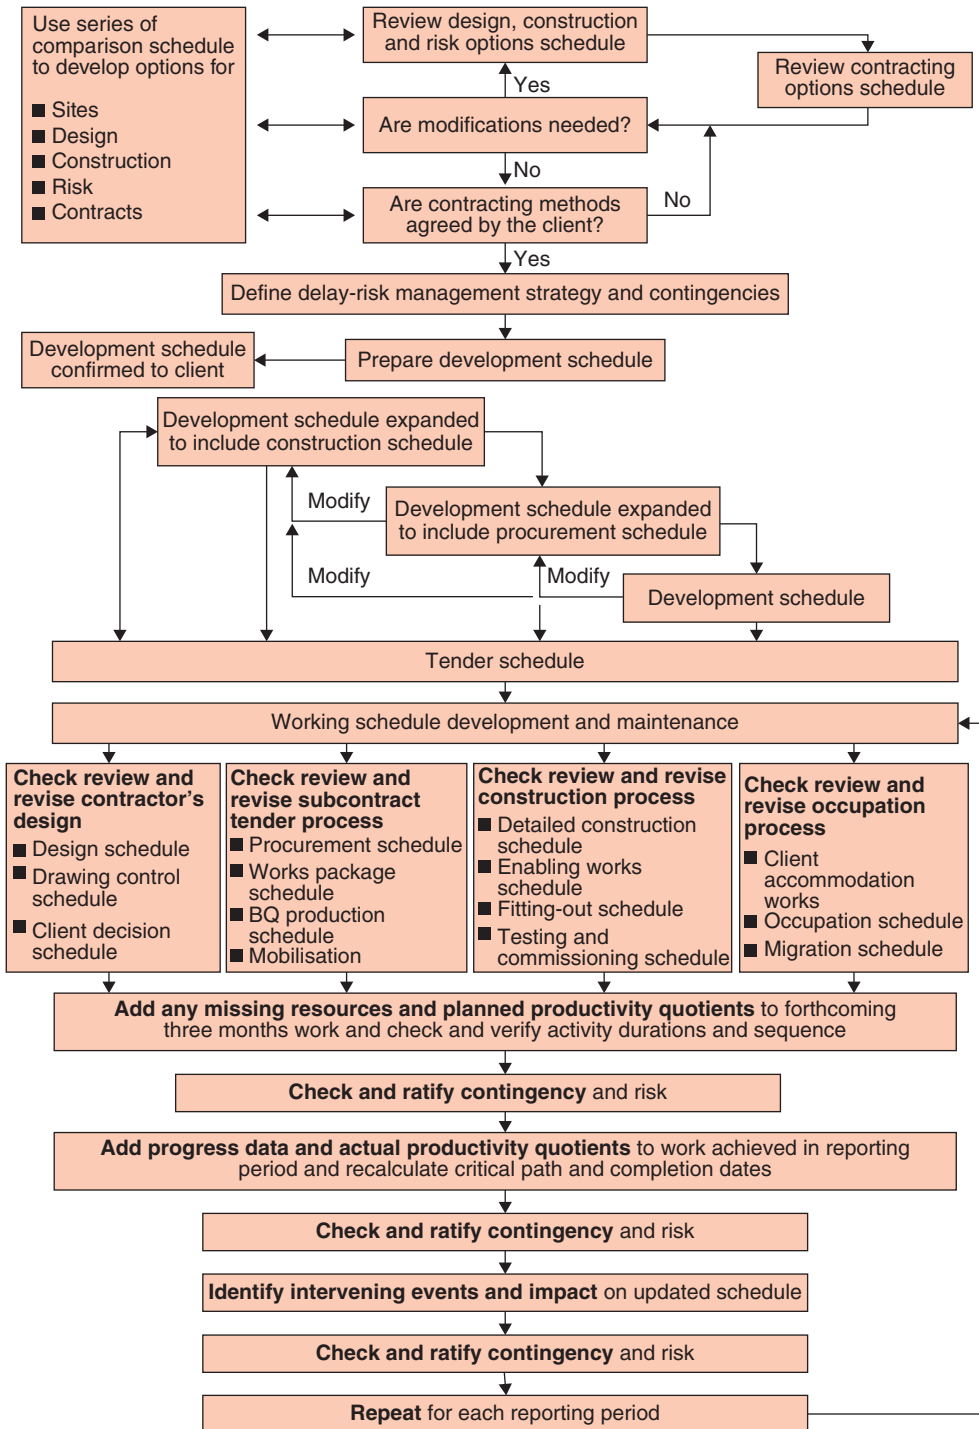 Use series of
comparison schedule
to develop options for
■ Sites
■ Design
■ Construction
■ Risk
■ Contracts
Review design, construction
and risk options schedule
Review contracting
options schedule
Yes
Are modifications needed?
No
Are contracting methods
agreed by the client?
No
Yes
Define delay-risk management strategy and contingencies
Development schedule
confirmed to client
Prepare development schedule
Development schedule expanded
to include construction schedule
Modify
Development schedule expanded
to include procurement schedule
Modify
Modify
Development schedule
Tender schedule
Working schedule development and maintenance
Check review and
revise contractor's
design
■ Design schedule
■ Drawing control
schedule
■ Client decision
schedule
Check review and
revise subcontract
tender process
■ Procurement schedule
■ Works package
schedule
■ BQ production
schedule
■ Mobilisation
Check review and revise
construction process
■ Detailed construction
schedule
■ Enabling works
schedule
■ Fitting-out schedule
■ Testing and
commissioning schedule
Check review and
revise occupation
process
■ Client
accommodation
works
■ Occupation schedule
■ Migration schedule
Add any missing resources and planned productivity quotients to forthcoming
three months work and check and verify activity durations and sequence
Check and ratify contingency and risk
Add progress data and actual productivity quotients to work achieved in reporting
period and recalculate critical path and completion dates
Check and ratify contingency and risk
Identify intervening events and impact on updated schedule
Check and ratify contingency and risk
Repeat for each reporting period